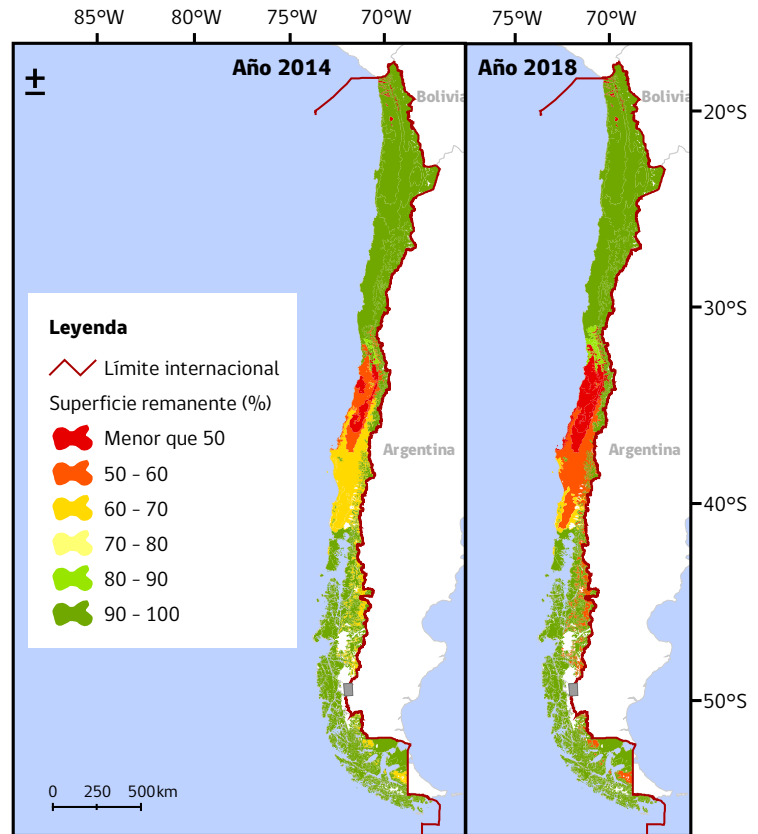 85°W 80°W 75°W 70°W 75°W 70°W
±
Año 2014
Año 2018
Bolivia
Bolivia
20°S
30°S
Leyenda
Límite internacional
Superficie remanente (%)
Menor que 50
50 - 60
60 - 70
70 - 80
80 - 90
90 - 100
Argentina
Argentina
40°S
50°S
0 250 500km